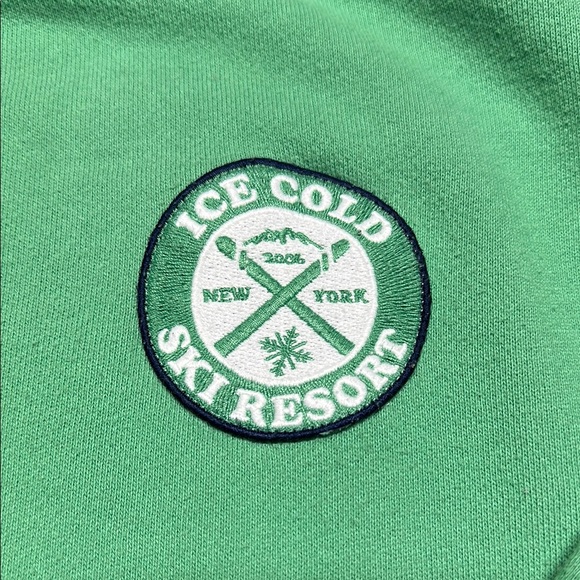 ICE COLD
2006
NEW YORK
SKI RESORT